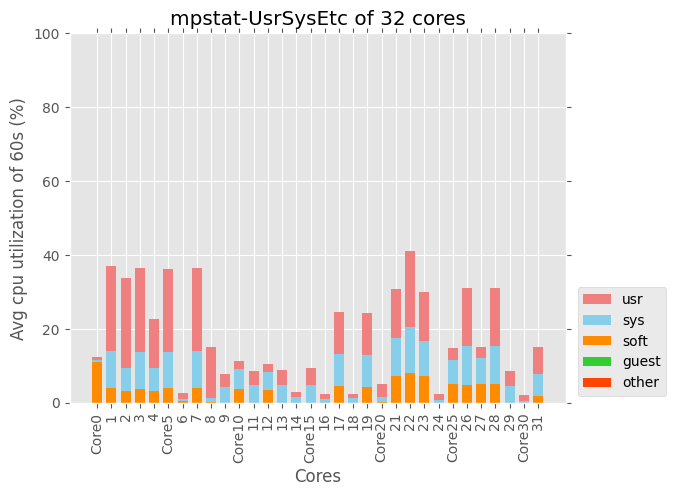 mpstat-UsrSysEtc of 32 cores
Avg cpu utilization of 60s (%)
100
80
60
40
20
0
Core0
1
2
3
4
Core5
6
7
8
9
Core10
11
12
13
14
Core15
16
17
18
19
Core20
21
22
23
24
Core25
26
27
28
29
Core30
31
Cores
usr
sys
soft
guest
other